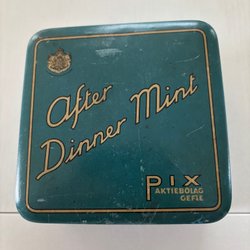 After
Dinner Mint
PIX
AKTIEBOLAG
GEFLE